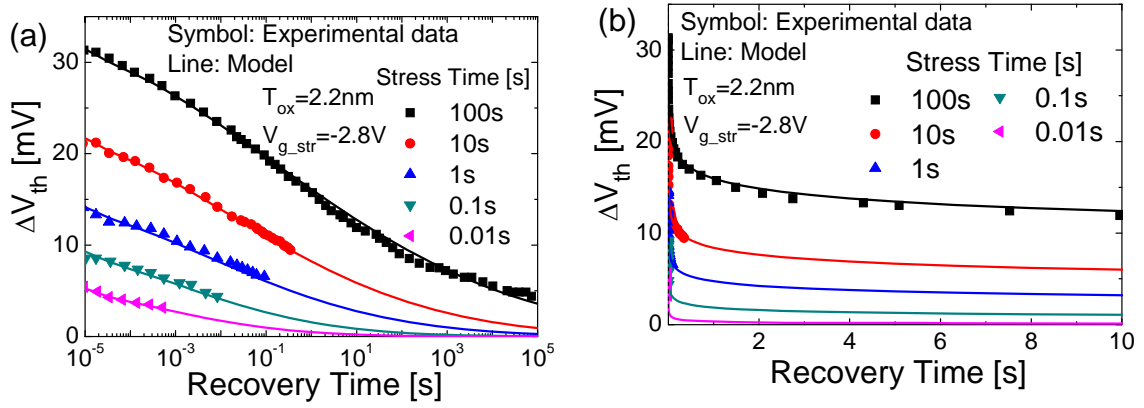 (a)
Symbol: Experimental data
Line: Model
Stress Time [s]
T_ox=2.2nm
V_g_str=-2.8V
100s
10s
1s
0.1s
0.01s
ΔV_th [mV]
30
20
10
0
10^-5 10^-3 10^-1 10^1 10^3 10^5
Recovery Time [s]
(b)
Symbol: Experimental data
Line: Model
Stress Time [s]
T_ox=2.2nm
V_g_str=-2.8V
100s 0.1s
10s 0.01s
1s
ΔV_th [mV]
30
20
10
0
2 4 6 8 10
Recovery Time [s]